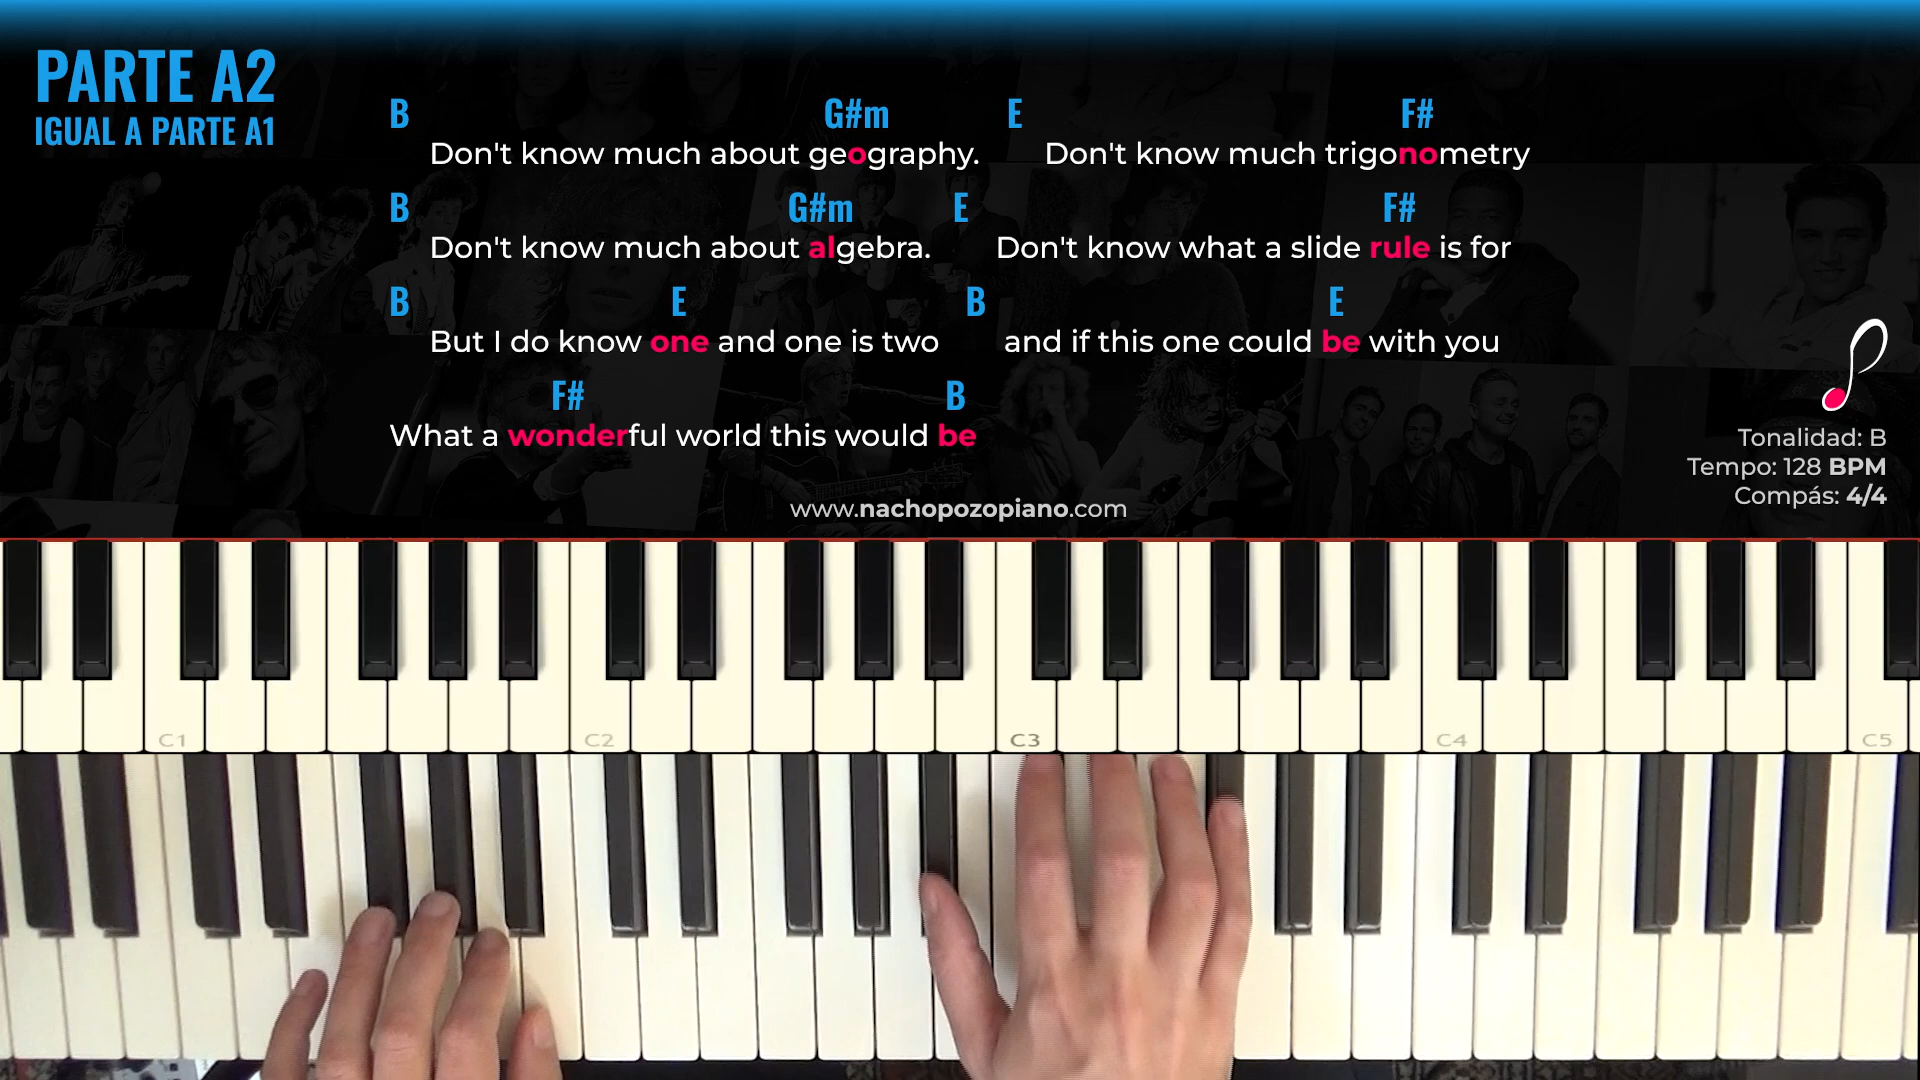 PARTE A2
IGUAL A PARTE A1
B G#m E F#
Don't know much about geography. Don't know much trigonometry
B G#m E F#
Don't know much about algebra. Don't know what a slide rule is for
B E B E
But I do know one and one is two and if this one could be with you
F# B
What a wonderful world this would be
Tonalidad: B
Tempo: 128 BPM
Compás: 4/4
www.nachopozopiano.com
C1 C2 C3 C4 C5